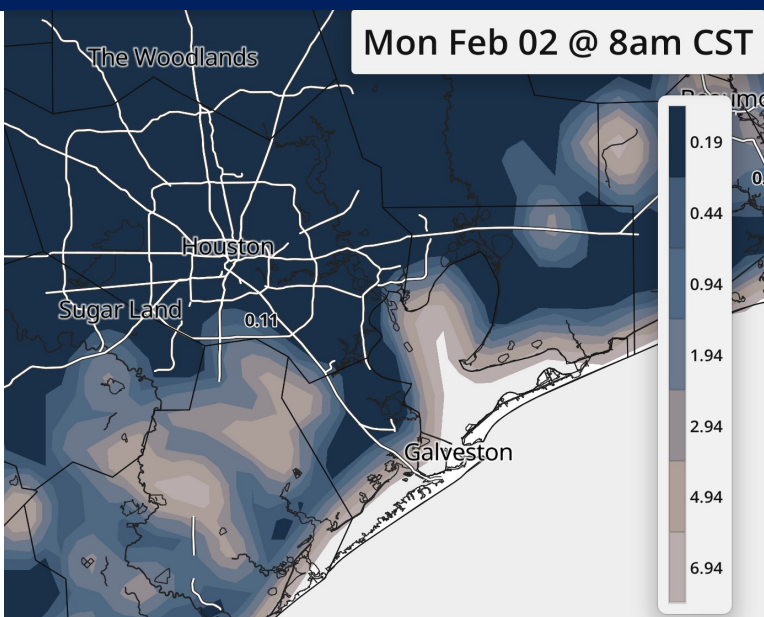 Mon Feb 02 @ 8am CST
The Woodlands
Houston
Sugar Land
0.11
Galveston
0.19
0.44
0.94
1.94
2.94
4.94
6.94